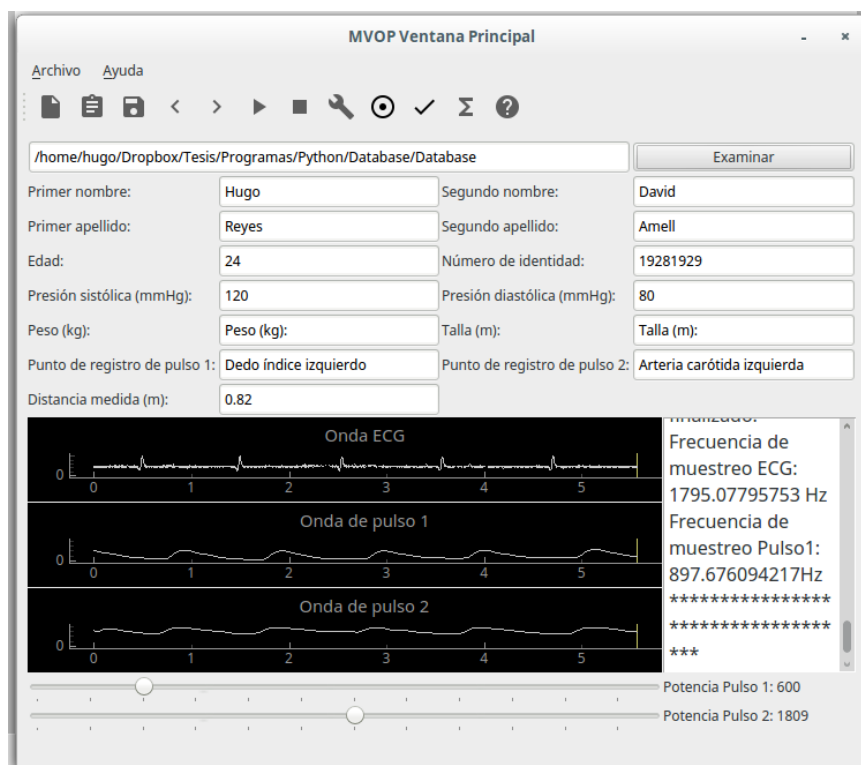 MVOP Ventana Principal
Archivo Ayuda
/home/hugo/Dropbox/Tesis/Programas/Python/Database/Database Examinar
Primer nombre: Hugo Segundo nombre: David
Primer apellido: Reyes Segundo apellido: Amell
Edad: 24 Número de identidad: 19281929
Presión sistólica (mmHg): 120 Presión diastólica (mmHg): 80
Peso (kg): Peso (kg): Talla (m): Talla (m):
Punto de registro de pulso 1: Dedo índice izquierdo Punto de registro de pulso 2: Arteria carótida izquierda
Distancia medida (m): 0.82
Onda ECG
0
0 1 2 3 4 5
Onda de pulso 1
0
0 1 2 3 4 5
Onda de pulso 2
0
0 1 2 3 4 5
Frecuencia de
muestreo ECG:
1795.07795753 Hz
Frecuencia de
muestreo Pulso1:
897.676094217Hz
****************
****************
***
Potencia Pulso 1: 600
Potencia Pulso 2: 1809